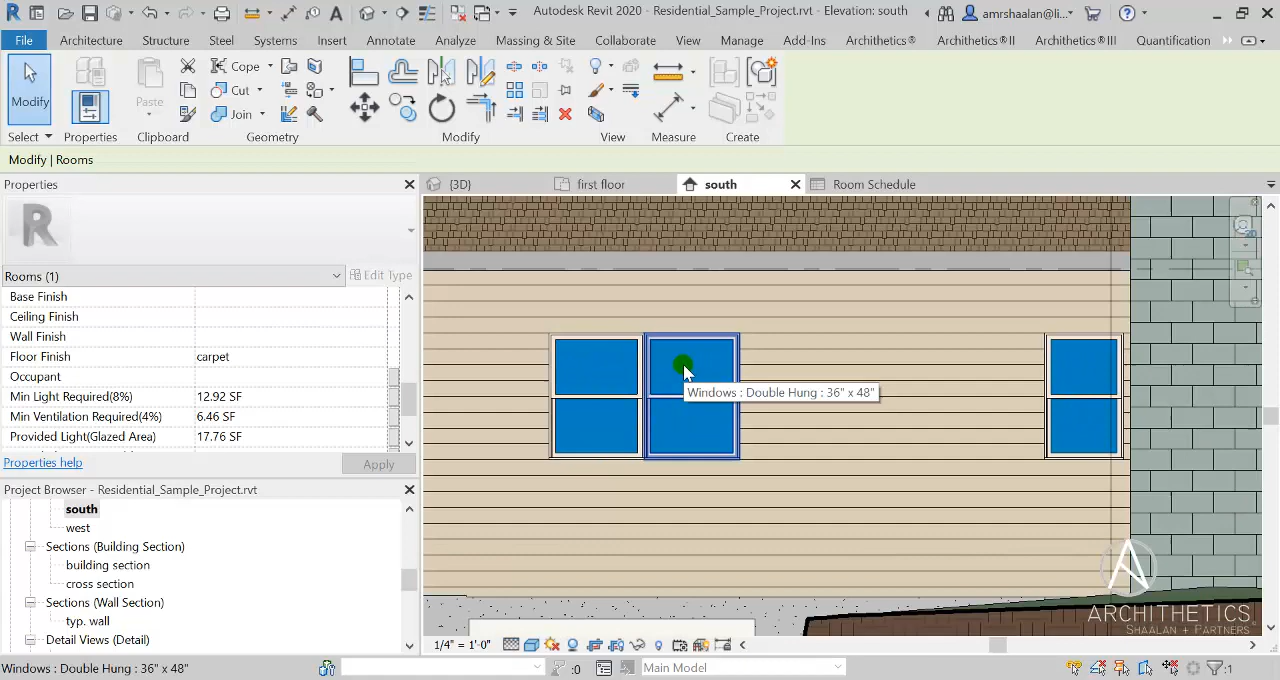 Autodesk Revit 2020 - Residential_Sample_Project.rvt - Elevation: south
amrshaalan@li...
File Architecture Structure Steel Systems Insert Annotate Analyze Massing & Site Collaborate View Manage Add-Ins Archithetics® Archithetics®II Archithetics®III Quantification
Modify Paste Cope Cut Join
Select Properties Clipboard Geometry Modify View Measure Create
Modify | Rooms
Properties
{3D} first floor south Room Schedule
Rooms (1) Edit Type
Base Finish
Ceiling Finish
Wall Finish
Floor Finish carpet
Occupant
Min Light Required(8%) 12.92 SF
Min Ventilation Required(4%) 6.46 SF
Provided Light(Glazed Area) 17.76 SF
Properties help Apply
Windows : Double Hung : 36" x 48"
Project Browser - Residential_Sample_Project.rvt
south
west
Sections (Building Section)
building section
cross section
Sections (Wall Section)
typ. wall
Detail Views (Detail)
ARCHITHETICS
SHAALAN + PARTNERS
1/4" = 1'-0"
Windows : Double Hung : 36" x 48" :0 Main Model :1